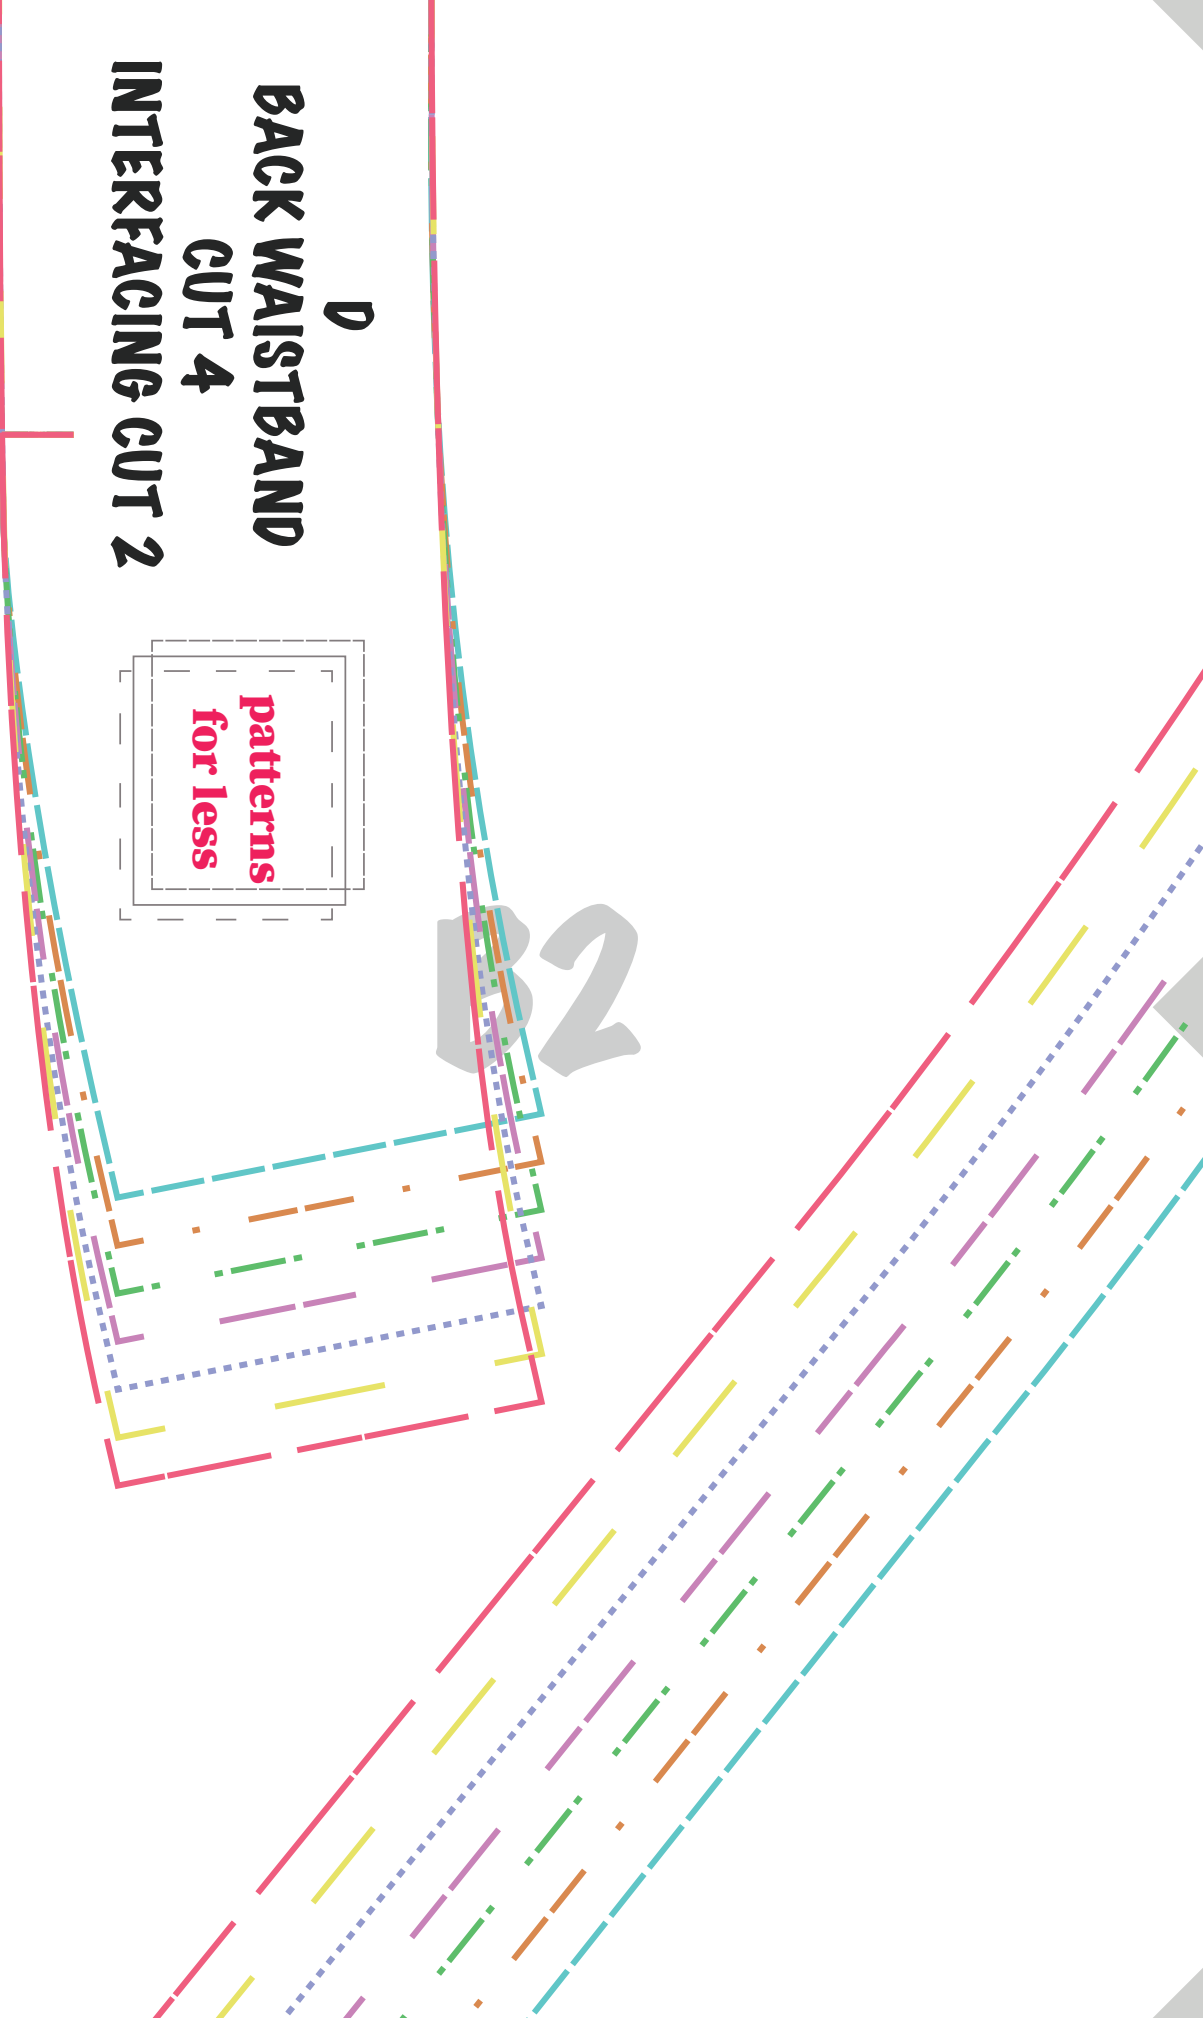 D
BACK WAISTBAND
CUT 4
INTERFACING CUT 2
patterns
for less
B2